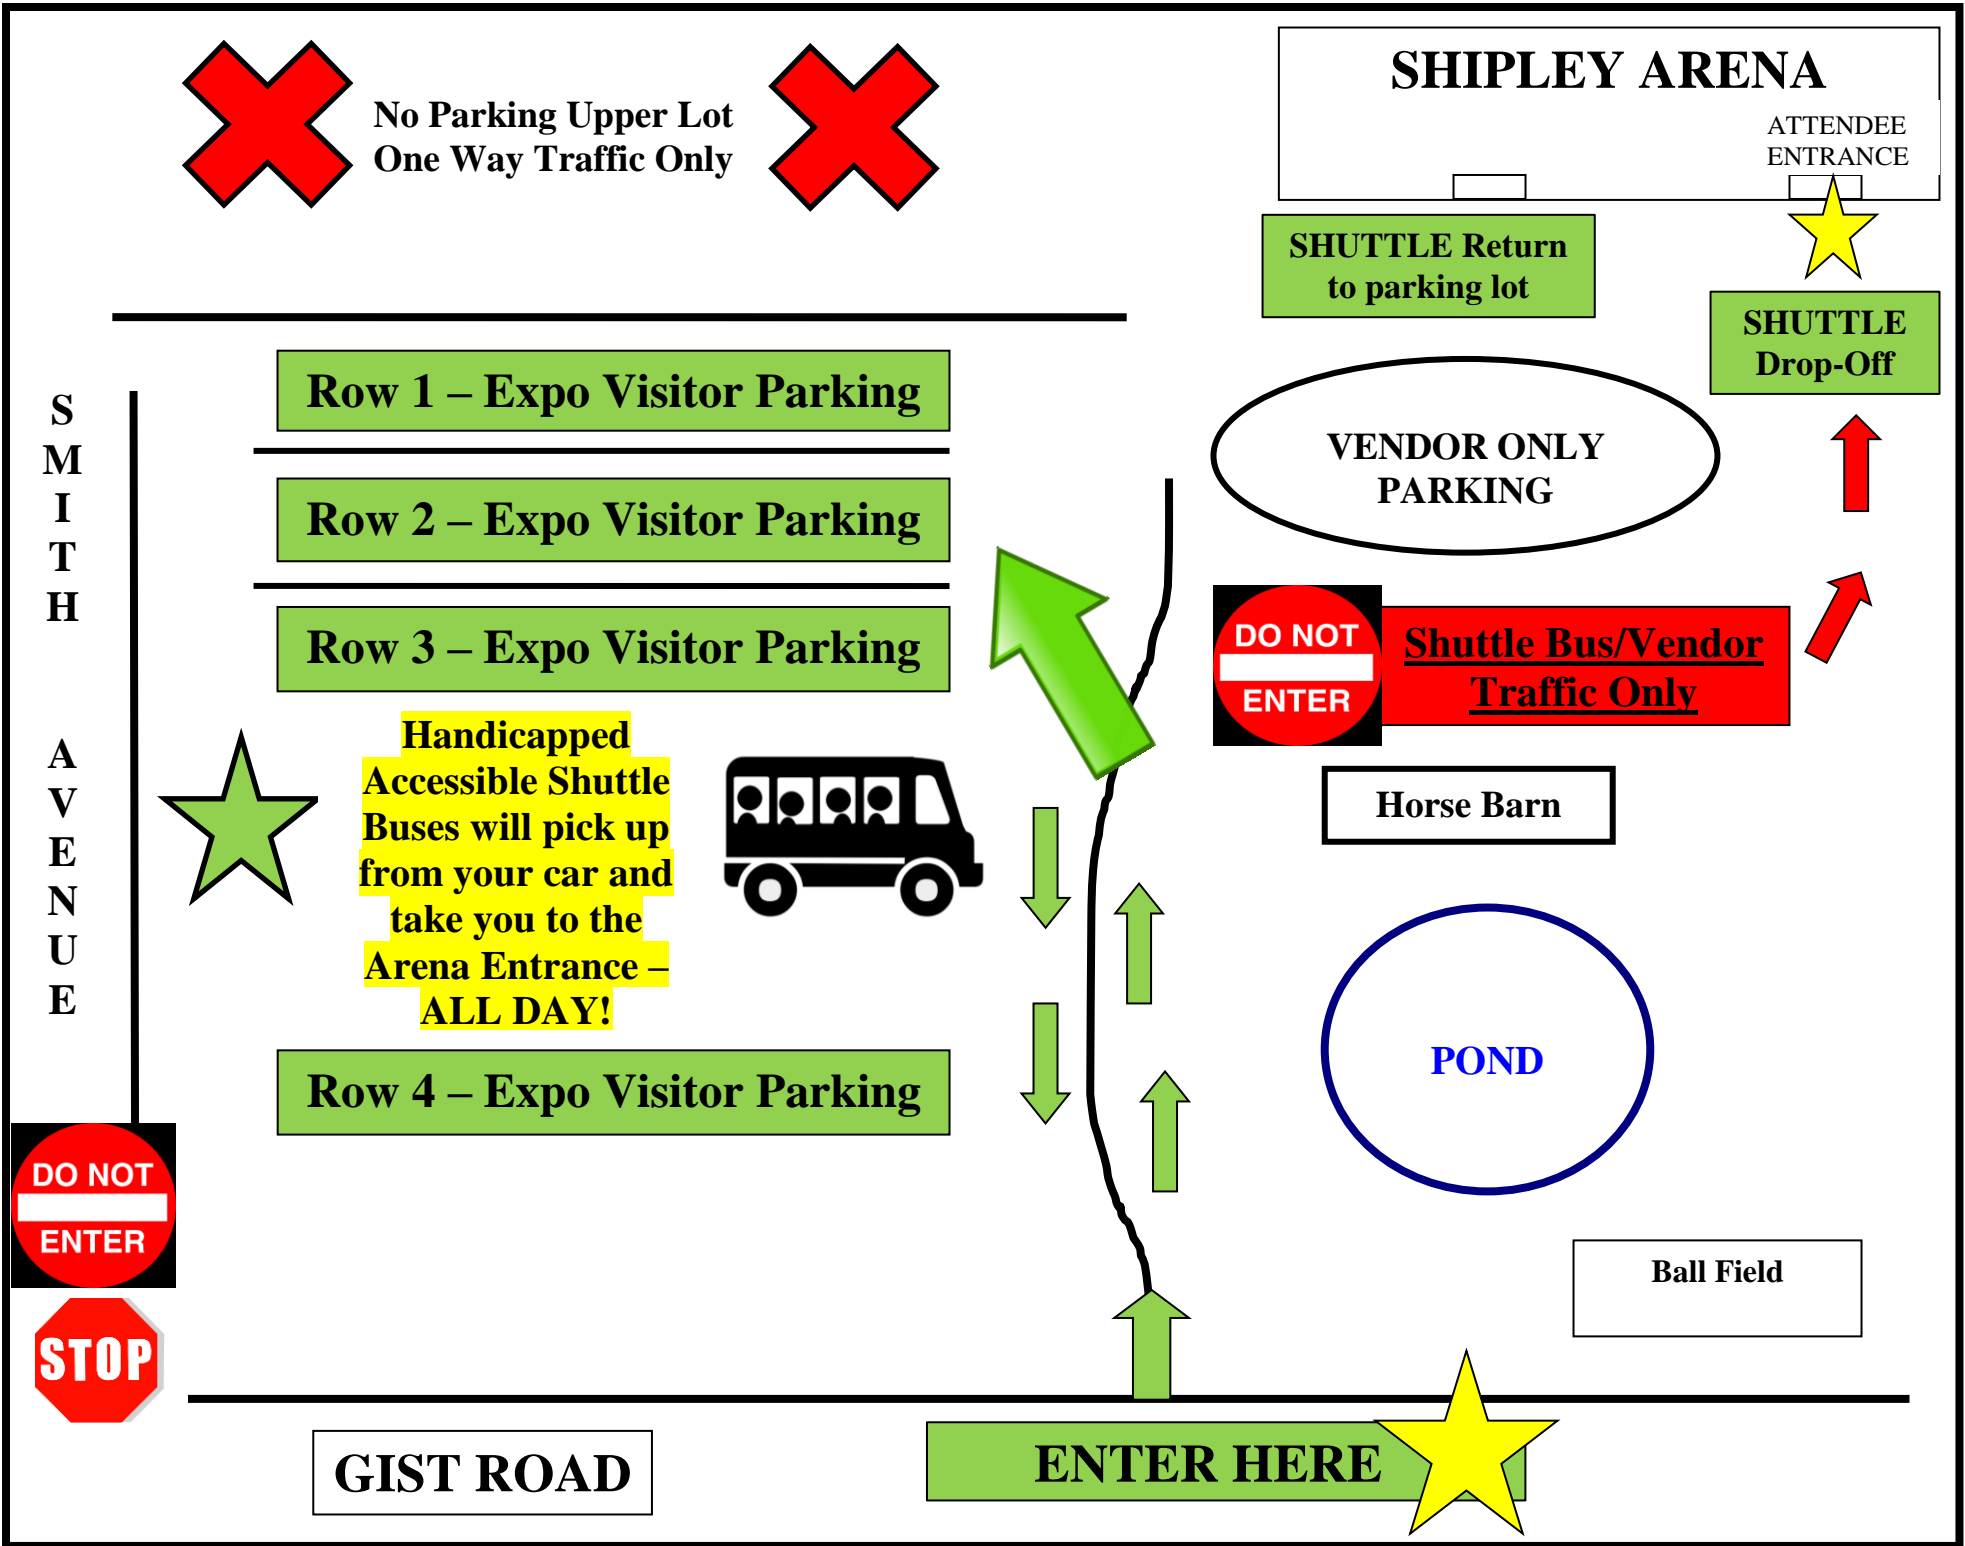 No Parking Upper Lot
One Way Traffic Only
SHIPLEY ARENA
ATTENDEE
ENTRANCE
SHUTTLE Return
to parking lot
SHUTTLE
Drop-Off
Row 1 – Expo Visitor Parking
VENDOR ONLY
PARKING
Row 2 – Expo Visitor Parking
Row 3 – Expo Visitor Parking
DO NOT
ENTER
Shuttle Bus/Vendor
Traffic Only
S
M
I
T
H
A
V
E
N
U
E
Handicapped
Accessible Shuttle
Buses will pick up
from your car and
take you to the
Arena Entrance –
ALL DAY!
Horse Barn
POND
Row 4 – Expo Visitor Parking
DO NOT
ENTER
STOP
Ball Field
GIST ROAD
ENTER HERE